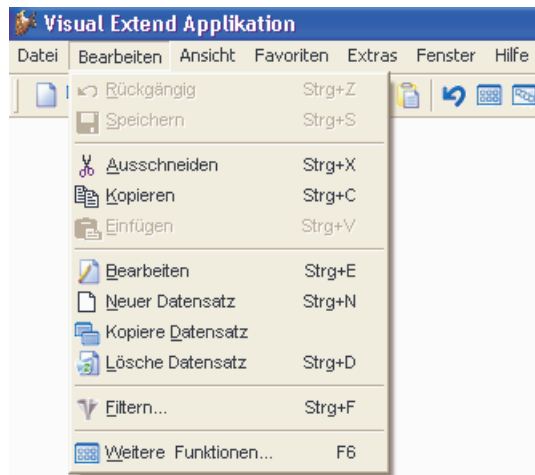 Visual Extend Applikation
Datei Bearbeiten Ansicht Favoriten Extras Fenster Hilfe
Rückgängig Strg+Z
Speichern Strg+S
Ausschneiden Strg+X
Kopieren Strg+C
Einfügen Strg+V
Bearbeiten Strg+E
Neuer Datensatz Strg+N
Kopiere Datensatz
Lösche Datensatz Strg+D
Filtern... Strg+F
Weitere Funktionen... F6